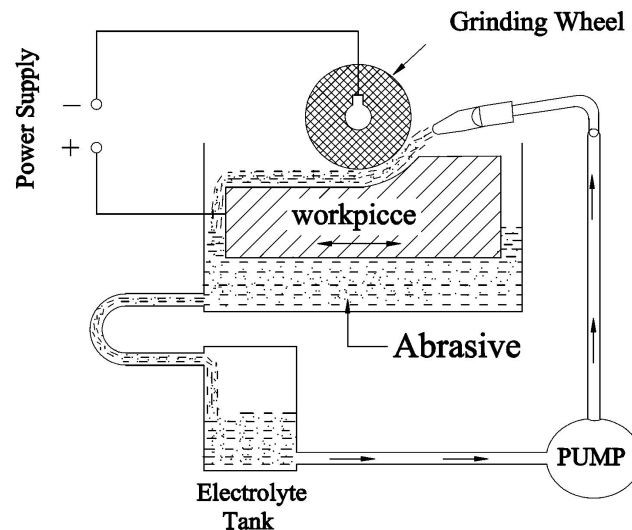 Grinding Wheel
Power Supply
–
+
workpicce
Abrasive
PUMP
Electrolyte
Tank